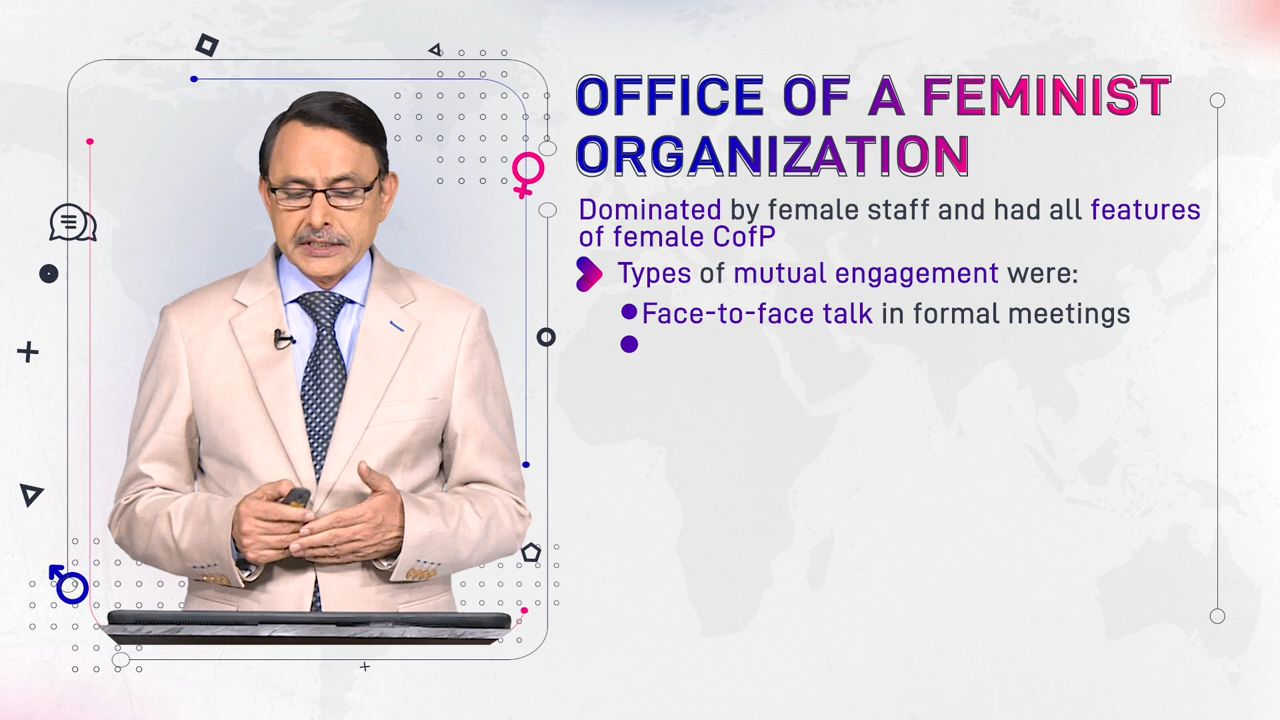 OFFICE OF A FEMINIST
ORGANIZATION
Dominated by female staff and had all features
of female CofP
Types of mutual engagement were:
Face-to-face talk in formal meetings